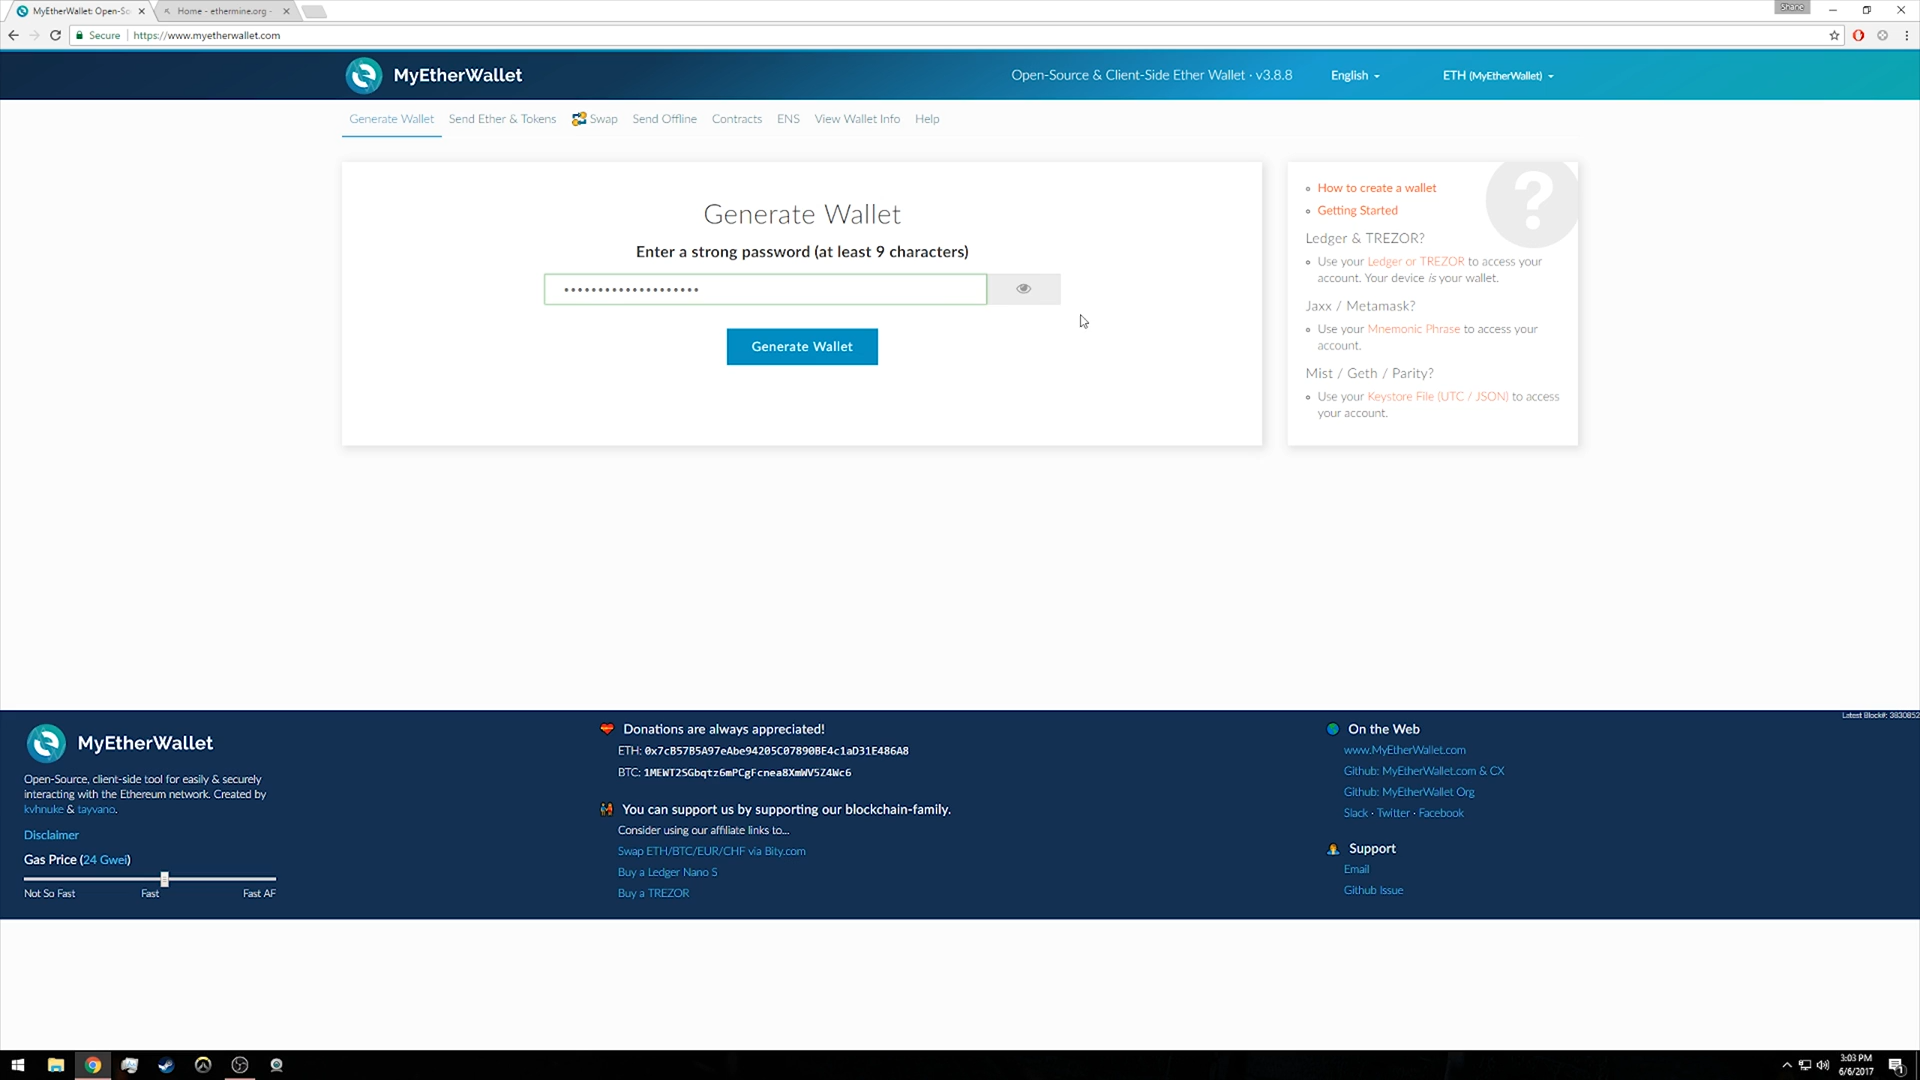 MyEtherWallet: Open-So
Home - ethermine.org -
Shane
Secure
https://www.myetherwallet.com
MyEtherWallet
Open-Source & Client-Side Ether Wallet · v3.8.8
English
ETH (MyEtherWallet)
Generate Wallet
Send Ether & Tokens
Swap
Send Offline
Contracts
ENS
View Wallet Info
Help
Generate Wallet
Enter a strong password (at least 9 characters)
••••••••••••••••••••
Generate Wallet
?
How to create a wallet
Getting Started
Ledger & TREZOR?
Use your Ledger or TREZOR to access your
account. Your device is your wallet.
Jaxx / Metamask?
Use your Mnemonic Phrase to access your
account.
Mist / Geth / Parity?
Use your Keystore File (UTC / JSON) to access
your account.
Latest Block#: 3830852
MyEtherWallet
Open-Source, client-side tool for easily & securely
interacting with the Ethereum network. Created by
kvhnuke & tayvano.
Disclaimer
Gas Price (24 Gwei)
Not So Fast
Fast
Fast AF
Donations are always appreciated!
ETH: 0x7cB57B5A97eAbe94205C07890BE4c1aD31E486A8
BTC: 1MEWT2SGbqtz6mPCgFcnea8XmWV5Z4Wc6
You can support us by supporting our blockchain-family.
Consider using our affiliate links to...
Swap ETH/BTC/EUR/CHF via Bity.com
Buy a Ledger Nano S
Buy a TREZOR
On the Web
www.MyEtherWallet.com
Github: MyEtherWallet.com & CX
Github: MyEtherWallet Org
Slack · Twitter · Facebook
Support
Email
Github Issue
3:03 PM
6/6/2017